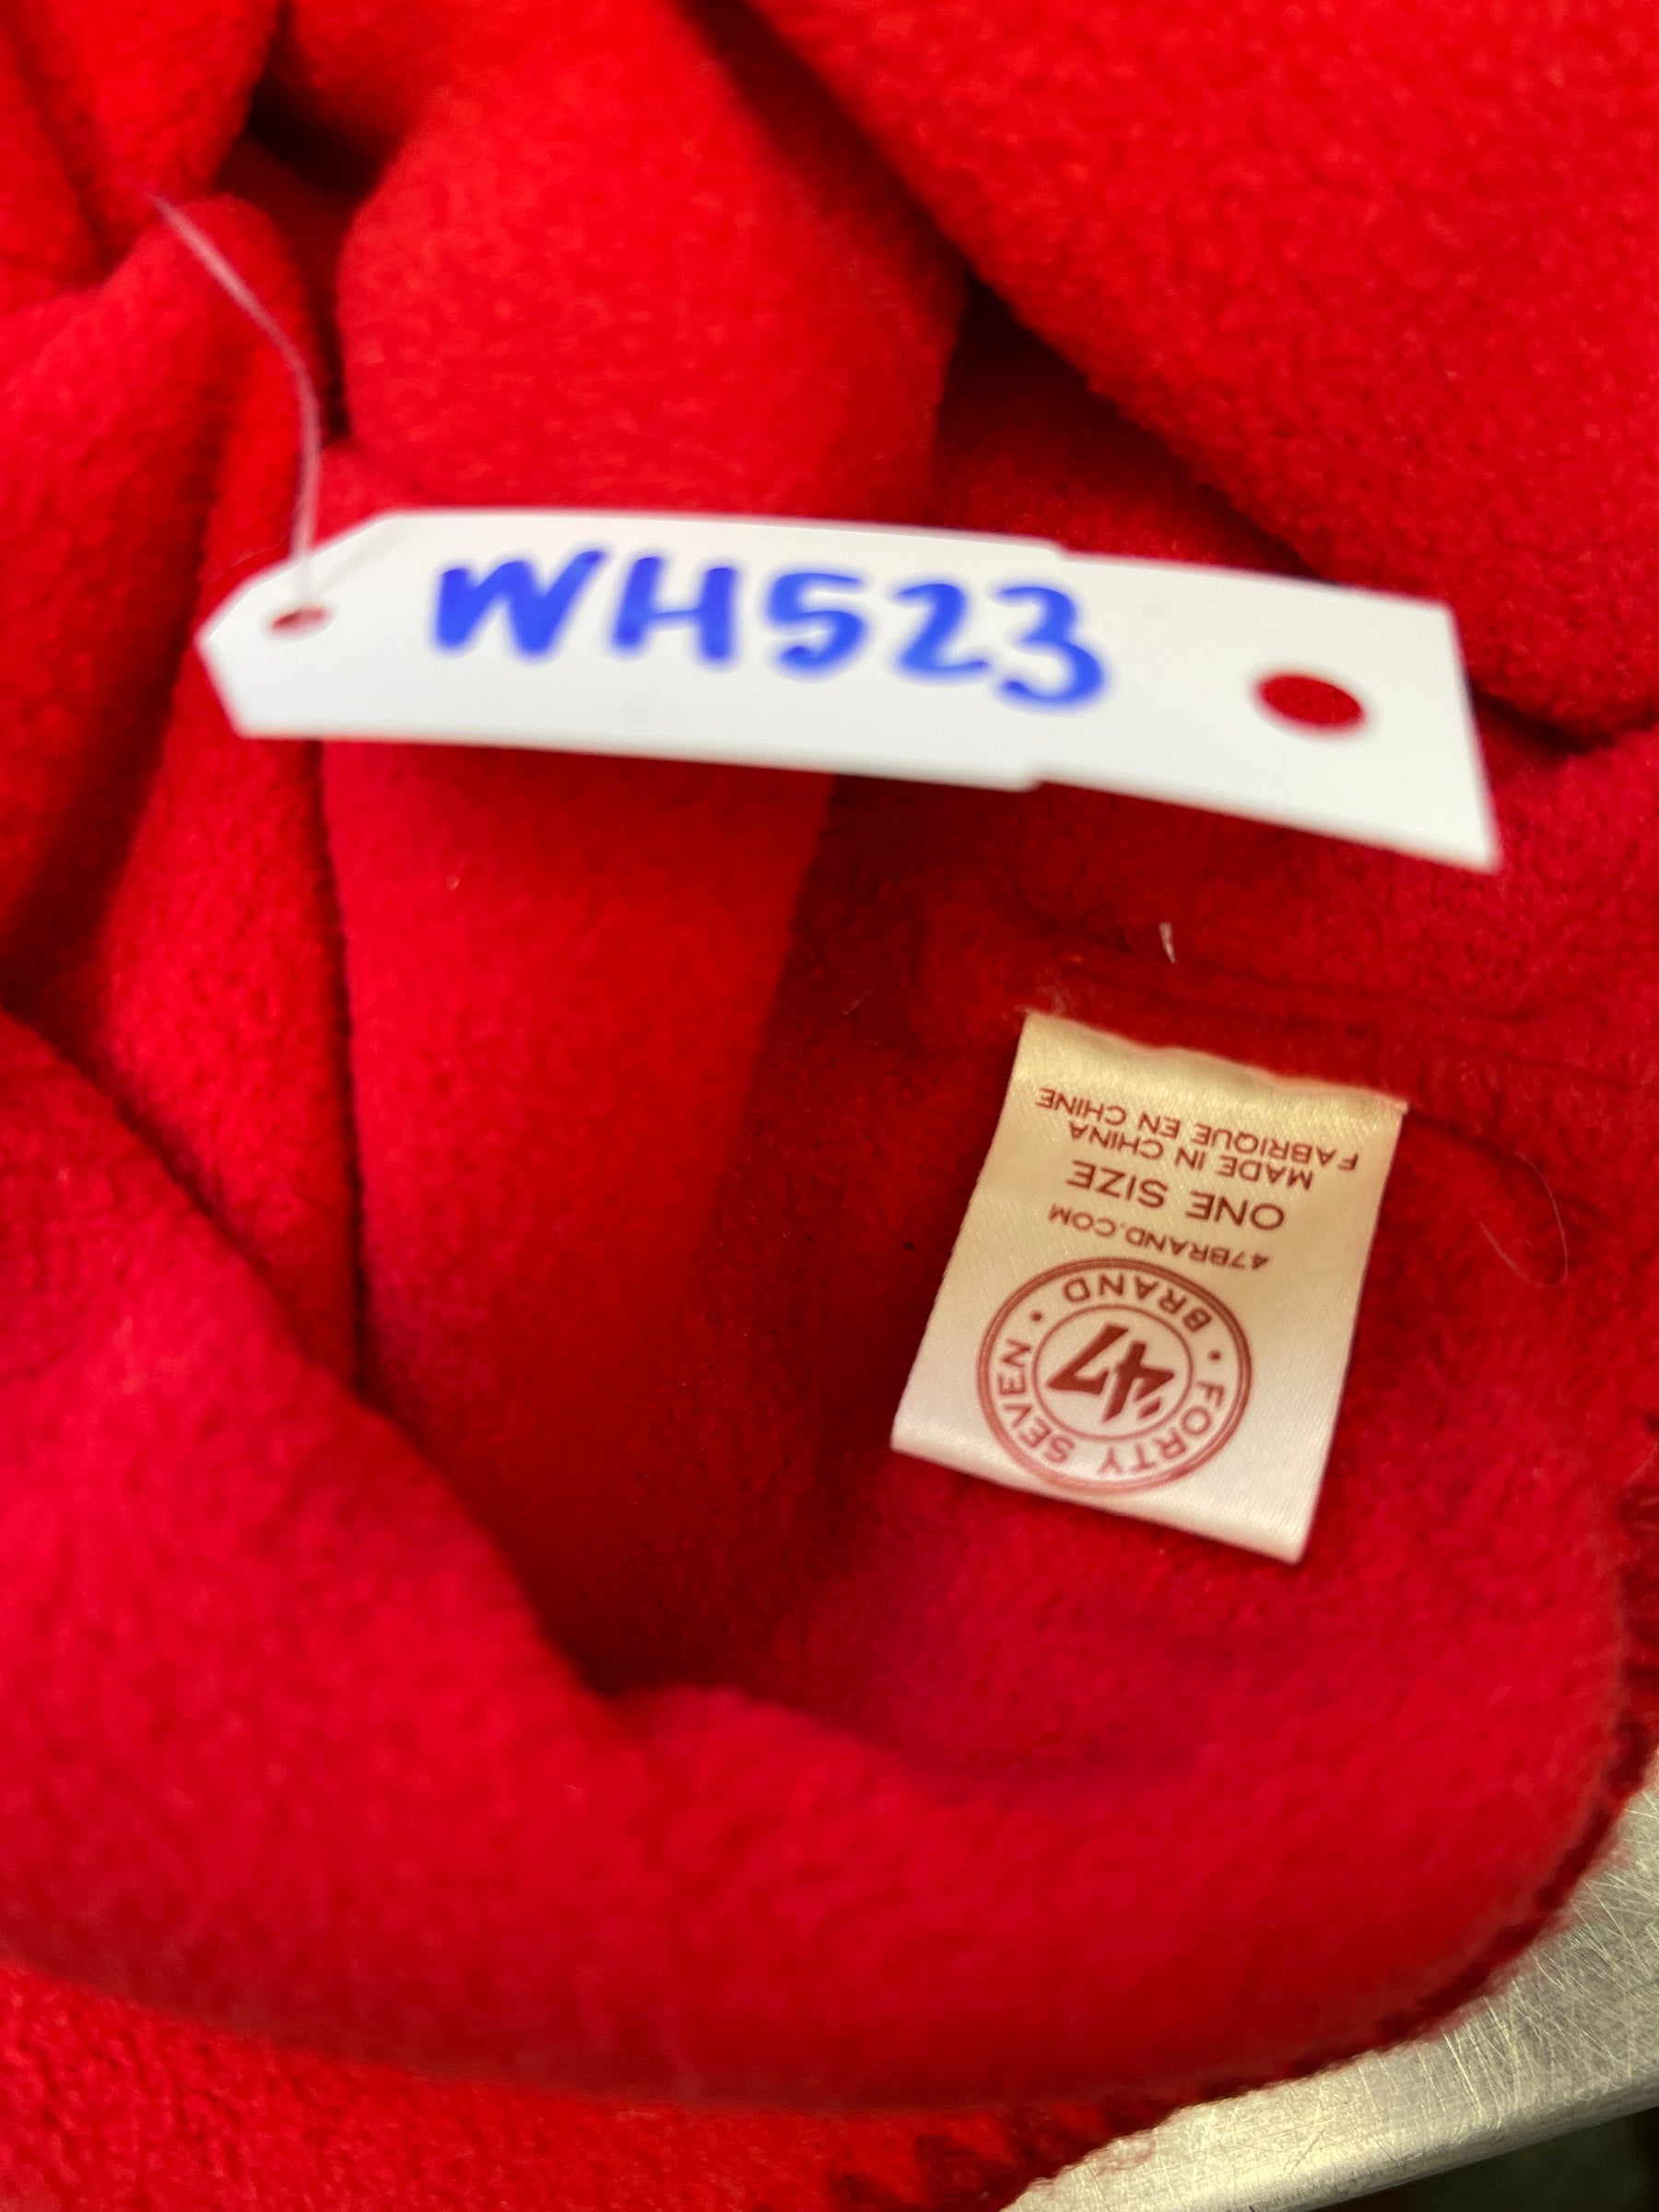 WH523
FORTY SEVEN • BRAND •
'47
47BRAND.COM
ONE SIZE
MADE IN CHINA
FABRIQUE EN CHINE